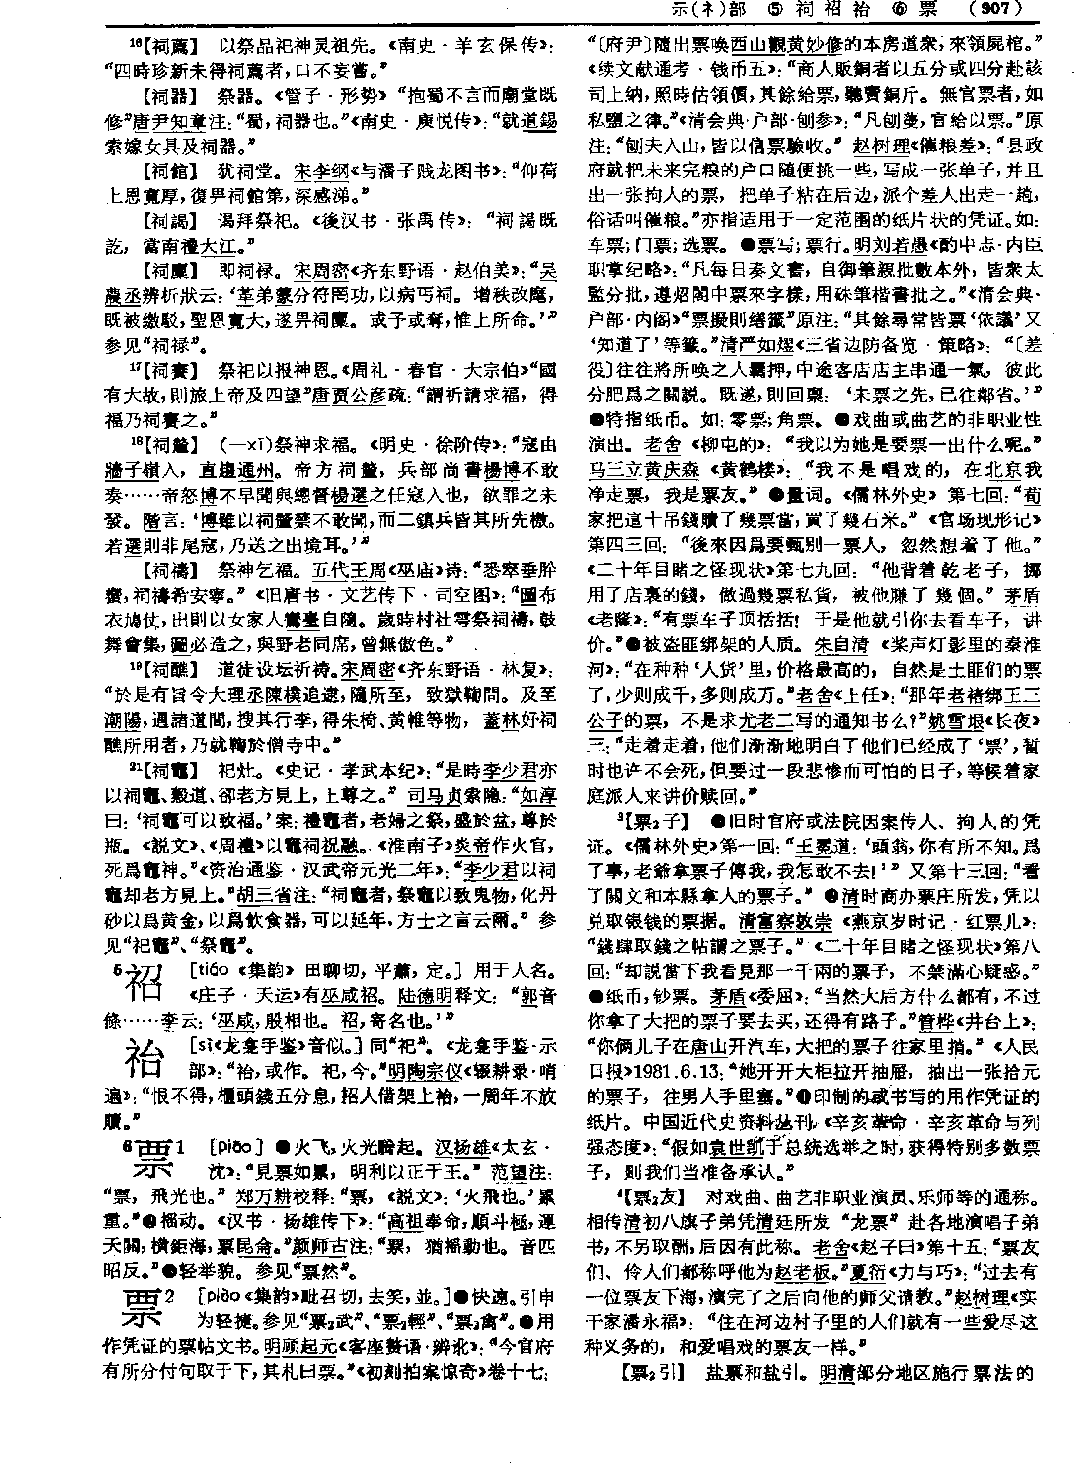 示(礻)部 ⑤ 祠 祒 祫 ⑥ 票 (907)
16【祠薦】 以祭品祀神灵祖先。《南史·羊玄保传》:
“四時珍新未得祠薦者,口不妄嘗。”
【祠器】 祭器。《管子·形势》“抱蜀不言而廟堂既
修”唐尹知章注:“蜀,祠器也。”《南史·庾悦传》:“就道錫
索嫁女具及祠器。”
【祠館】 犹祠堂。宋李纲《与潘子贱龙图书》:“仰荷
上恩寬厚,復畀祠館第,深感涕。”
【祠謁】 谒拜祭祀。《後汉书·张禹传》:“祠謁既
訖,當南禮大江。”
【祠廪】 即祠禄。宋周密《齐东野语·赵伯美》:“吴
農丞辨析狀云:‘革弟蒙分符罔功,以病丐祠。增秩改麾,
既被繳駁,聖恩寬大,遂畀祠廪。或予或奪,惟上所命。’”
参见“祠禄”。
17【祠賽】 祭祀以报神恩。《周礼·春官·大宗伯》“國
有大故,則旅上帝及四望”唐贾公彦疏:“謂祈請求福,得
福乃祠賽之。”
18【祠釐】 (—xī)祭神求福。《明史·徐阶传》:“寇由
牆子嶺入,直趨通州。帝方祠釐,兵部尚書楊博不敢
奏……帝怒博不早聞與總督楊選之任寇入也,欲罪之未
發。階言:‘博雖以祠釐禁不敢聞,而二鎮兵皆其所先檄。
若選則非尾寇,乃送之出境耳。’”
【祠禱】 祭神乞福。五代王周《巫庙》诗:“悉窣垂肸
蠁,祠禱希安寧。”《旧唐书·文艺传下·司空图》:“圖布
衣鳩仗,出則以女家人鸞臺自隨。歲時村社雩祭祠禱,鼓
舞會集,圖必造之,與野老同席,曾無傲色。”
19【祠醮】 道徒设坛祈祷。宋周密《齐东野语·林复》:
“於是有旨令大理丞陳樸追逮,隨所至,致獄鞫問。及至
潮陽,遇諸道間,搜其行李,得朱椅、黄帷等物,蓋林好祠
醮所用者,乃就鞫於僧寺中。”
21【祠竈】 祀灶。《史记·孝武本纪》:“是時李少君亦
以祠竈、穀道、卻老方見上,上尊之。”司马贞索隐:“如淳
曰:‘祠竈可以致福。’案:禮竈者,老婦之祭,盛於盆,尊於
瓶。《説文》、《周禮》以竈祠祝融。《淮南子》炎帝作火官,
死爲竈神。”《资治通鉴·汉武帝元光二年》:“李少君以祠
竈却老方見上。”胡三省注:“祠竈者,祭竈以致鬼物,化丹
砂以爲黄金,以爲飲食器,可以延年,方士之言云爾。”参
见“祀竈”、“祭竈”。
5祒 [tiáo《集韵》田聊切,平萧,定。]用于人名。
《庄子·天运》有巫咸祒。陆德明释文:“郭音
條……李云:‘巫咸,殷相也。祒,寄名也。’”
[sì《龙龛手鉴》音似。]同“祀”。《龙龛手鉴·示
部》:“ ,或作。祀,今。”明陶宗仪《辍耕录·哨
遍》:“恨不得,櫃頭錢五分息,招人借架上 ,一周年不放
贖。”
6票1 [piāo] ❶火飞,火光腾起。汉扬雄《太玄·
沈》:“見票如累,明利以正于王。”范望注:
“票,飛光也。”郑万耕校释:“票,《説文》:‘火飛也。’累,
重。”❷摇动。《汉书·扬雄传下》:“高祖奉命,順斗極,運
天關,横鉅海,票昆侖。”颜师古注:“票,猶摇動也。音匹
昭反。”❸轻举貌。参见“票然”。
票2 [piào《集韵》毗召切,去笑,並。]❶快速。引申
为轻捷。参见“票2武”、“票2輕”、“票2禽”。❷用
作凭证的票帖文书。明顾起元《客座赘语·辨讹》:“今官府
有所分付句取于下,其札曰票。”《初刻拍案惊奇》卷十七:
“〔府尹〕隨出票唤西山觀黄妙修的本房道衆,來領屍棺。”
《续文献通考·钱币五》:“商人販銅者以五分或四分赴該
司上納,照時估領價,其餘給票,聽賣銅斤。無官票者,如
私鹽之律。”《清会典·户部·刨参》:“凡刨蓡,官給以票。”原
注:“刨夫入山,皆以信票驗收。”赵树理《催粮差》:“县政
府就把未来完粮的户口随便挑一些,写成一张单子,并且
出一张拘人的票,把单子粘在后边,派个差人出走一趟,
俗话叫催粮。”亦指适用于一定范围的纸片状的凭证。如:
车票;门票;选票。❸票写;票行。明刘若愚《酌中志·内臣
职掌纪略》:“凡每日奏文書,自御筆親批數本外,皆衆太
監分批,遵炤閣中票來字樣,用硃筆楷書批之。”《清会典·
户部·内阁》“票擬則繕籤”原注:“其餘尋常皆票‘依議’又
‘知道了’等籤。”清严如熤《三省边防备览·策略》:“〔差
役〕往往將所唤之人羈押,中途客店店主串通一氣,彼此
分肥爲之關説。既遂,則回稟:‘未票之先,已往鄰省。’”
❹特指纸币。如:零票;角票。❺戏曲或曲艺的非职业性
演出。老舍《柳屯的》:“我以为她是要票一出什么呢。”
马三立黄庆森《黄鹤楼》:“我不是唱戏的,在北京我
净走票,我是票友。”❻量词。《儒林外史》第七回:“荀
家把這十吊錢贖了幾票當,買了幾石米。”《官场现形记》
第四三回:“後來因爲要甄别一票人,忽然想着了他。”
《二十年目睹之怪现状》第七九回:“他背着乾老子,挪
用了店裏的錢,做過幾票私貨,被他賺了幾個。”茅盾
《老隆》:“有票车子顶括括!于是他就引你去看车子,讲
价。”❼被盗匪绑架的人质。朱自清《桨声灯影里的秦淮
河》:“在种种‘人货’里,价格最高的,自然是土匪们的票
了,少则成千,多则成万。”老舍《上任》:“那年老褚绑王三
公子的票,不是求尤老二写的通知书么?”姚雪垠《长夜》
三:“走着走着,他们渐渐地明白了他们已经成了‘票’,暂
时也许不会死,但要过一段悲惨而可怕的日子,等候着家
庭派人来讲价赎回。”
3【票2子】 ❶旧时官府或法院因案传人、拘人的凭
证。《儒林外史》第一回:“王冕道:‘頭翁,你有所不知。爲
了事,老爺拿票子傳我,我怎敢不去!’”又第十三回:“看
了關文和本縣拿人的票子。”❷清时商办票庄所发,凭以
兑取银钱的票据。清富察敦崇《燕京岁时记·红票儿》:
“錢肆取錢之帖謂之票子。”《二十年目睹之怪现状》第八
回:“却説當下我看見那一千兩的票子,不禁滿心疑惑。”
❸纸币,钞票。茅盾《委屈》:“当然大后方什么都有,不过
你拿了大把的票子要去买,还得有路子。”管桦《井台上》:
“你俩儿子在唐山开汽车,大把的票子往家里捎。”《人民
日报》1981.6.13:“她开开大柜拉开抽屉,抽出一张拾元
的票子,往男人手里塞。”❹印制的或书写的用作凭证的
纸片。中国近代史资料丛刊《辛亥革命·辛亥革命与列
强态度》:“假如袁世凯于总统选举之时,获得特别多数票
子,则我们当准备承认。”
4【票2友】 对戏曲、曲艺非职业演员、乐师等的通称。
相传清初八旗子弟凭清廷所发“龙票”赴各地演唱子弟
书,不另取酬,后因有此称。老舍《赵子曰》第十五:“票友
们、伶人们都称呼他为赵老板。”夏衍《力与巧》:“过去有
一位票友下海,演完了之后向他的师父请教。”赵树理《实
干家潘永福》:“住在河边村子里的人们就有一些爱尽这
种义务的,和爱唱戏的票友一样。”
【票2引】 盐票和盐引。明清部分地区施行票法的